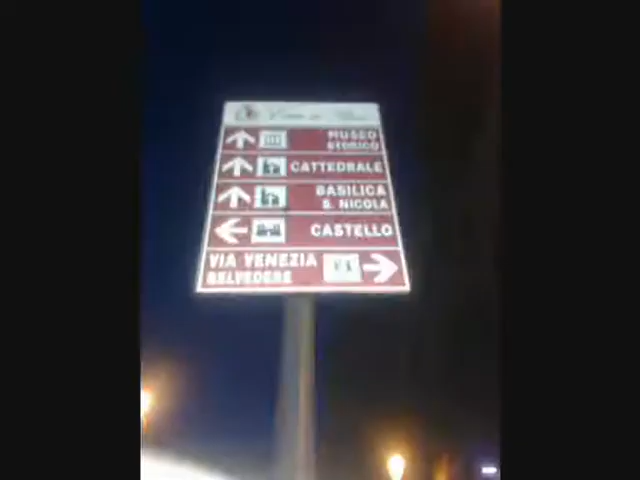 MUSEO
STORICO
CATTEDRALE
BASILICA
S. NICOLA
CASTELLO
VIA VENEZIA
BELVEDERE